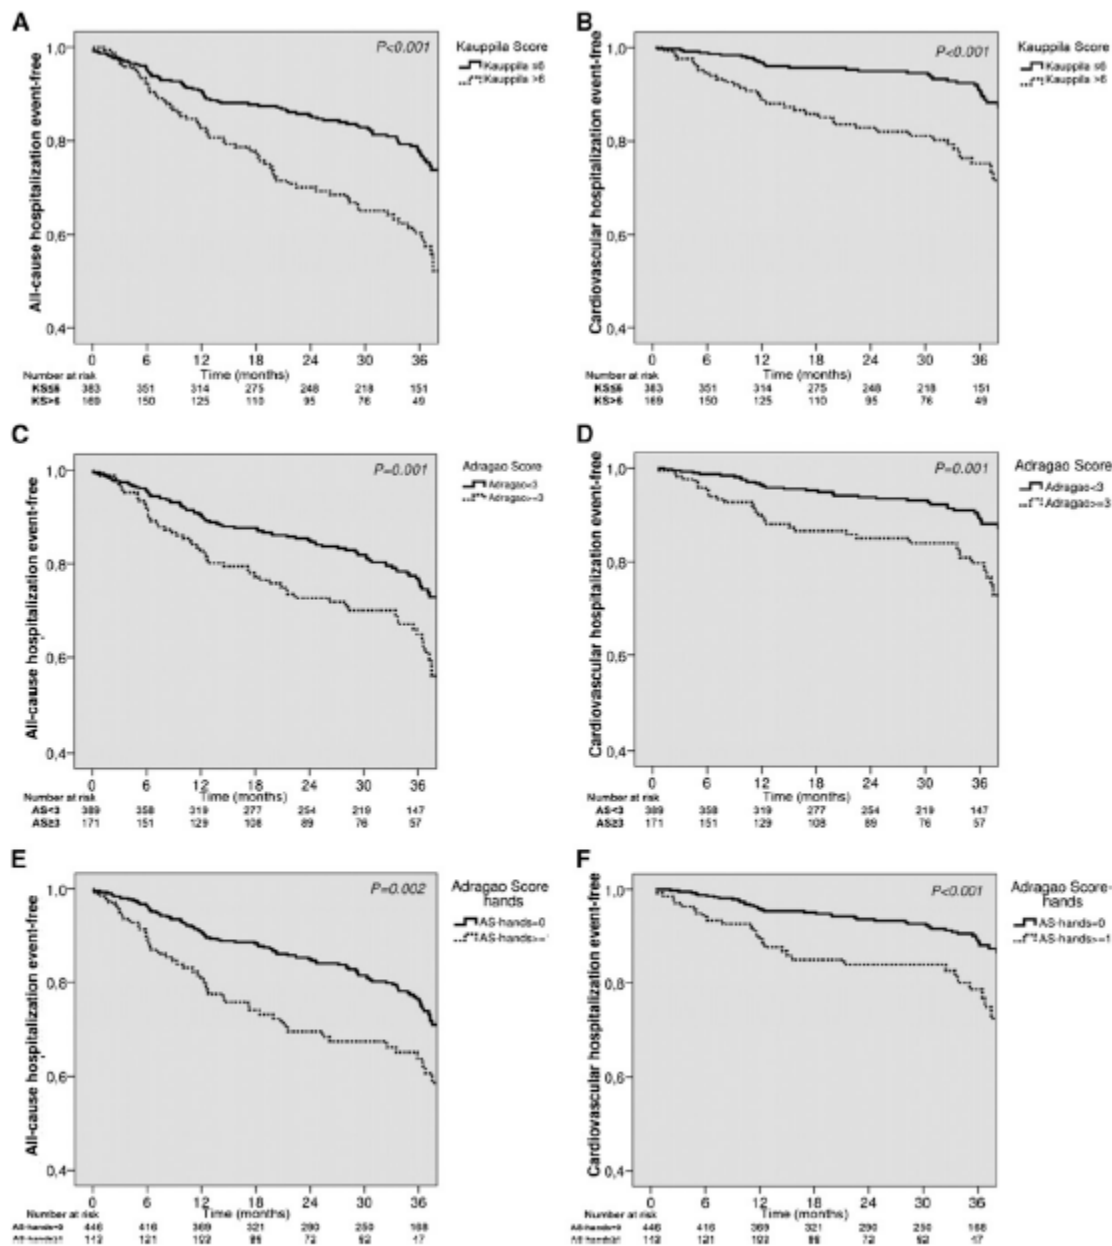 A
All-cause hospitalization event-free
1,0
0,8
0,6
0,4
P<0.001
Kauppila Score
Kauppila ≤6
Kauppila >6
0 6 12 18 24 30 36
Time (months)
Number at risk
KS≤6 383 351 314 275 248 218 151
KS>6 169 150 125 110 95 76 49
B
Cardiovascular hospitalization event-free
1,0
0,8
0,6
0,4
P<0.001
Kauppila Score
Kauppila ≤6
Kauppila >6
0 6 12 18 24 30 36
Time (months)
Number at risk
KS≤6 383 351 314 275 248 218 151
KS>6 169 150 125 110 95 76 49
C
All-cause hospitalization event-free
1,0
0,8
0,6
0,4
P=0.001
Adragao Score
Adragao<3
Adragao>=3
0 6 12 18 24 30 36
Time (months)
Number at risk
AS<3 389 358 319 277 254 219 147
AS≥3 171 151 129 108 89 76 57
D
Cardiovascular hospitalization event-free
1,0
0,8
0,6
0,4
P=0.001
Adragao Score
Adragao<3
Adragao>=3
0 6 12 18 24 30 36
Time (months)
Number at risk
AS<3 389 358 319 277 254 219 147
AS≥3 171 151 129 108 89 76 57
E
All-cause hospitalization event-free
1,0
0,8
0,6
0,4
P=0.002
Adragao Score
hands
AS-hands=0
AS-hands>=
0 6 12 18 24 30 36
Time (months)
Number at risk
AS-hands=0 446 416 369 321 290 250 168
AS-hands≥1 121
F
Cardiovascular hospitalization event-free
1,0
0,8
0,6
0,4
P<0.001
Adragao Score-
hands
AS-hands=0
AS-hands>=1
0 6 12 18 24 30 36
Time (months)
Number at risk
AS-hands=0 446 416 369 321 290 250 168
AS-hands≥1 121